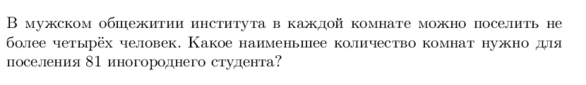 В мужском общежитии института в каждой комнате можно поселить не
более четырёх человек. Какое наименьшее количество комнат нужно для
поселения 81 иногороднего студента?